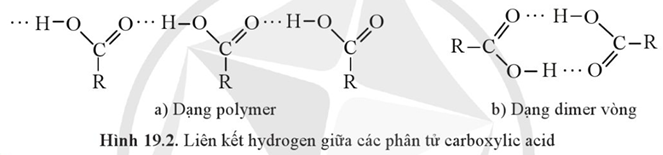 ··· H–O O ··· H–O O ··· H–O O
C C C
R R R
O ··· H–O
R–C C–R
O–H ··· O
a) Dạng polymer b) Dạng dimer vòng
Hình 19.2. Liên kết hydrogen giữa các phân tử carboxylic acid